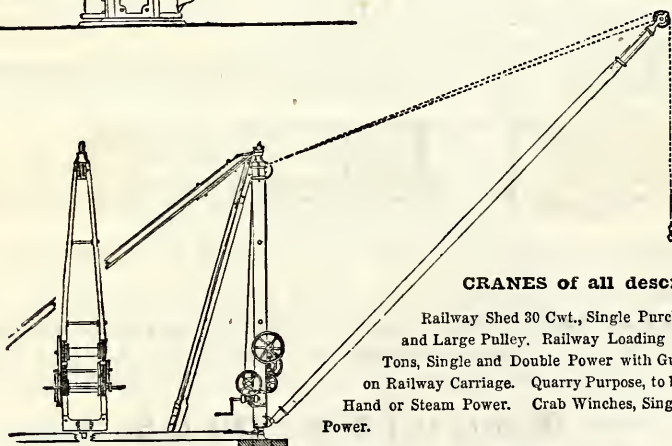 CRANES of all desc
Railway Shed 30 Cwt., Single Purc
and Large Pulley. Railway Loading
Tons, Single and Double Power with
on Railway Carriage. Quarry Purpose, to
Hand or Steam Power. Crab Winches, Sing
Power.